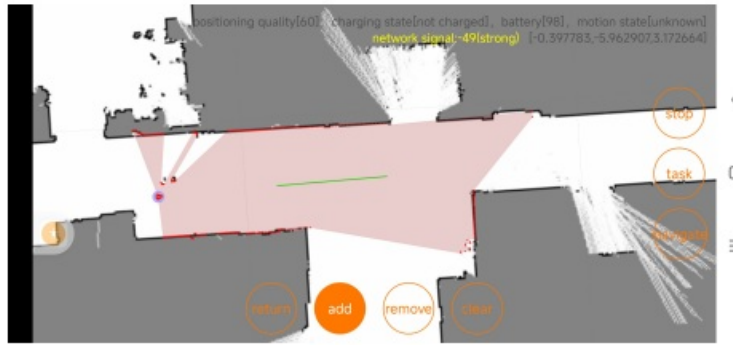 positioning quality[60], charging state[not charged], battery[98], motion state[unknown]
network signal:-49(strong) [-0.397783,-5.962907,3.172664]
stop
task
navigate
return
add
remove
clear